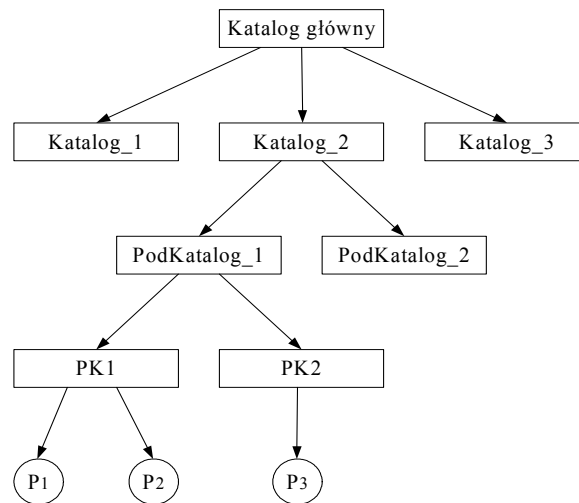 Katalog główny
Katalog_1
Katalog_2
Katalog_3
PodKatalog_1
PodKatalog_2
PK1
PK2
P1
P2
P3